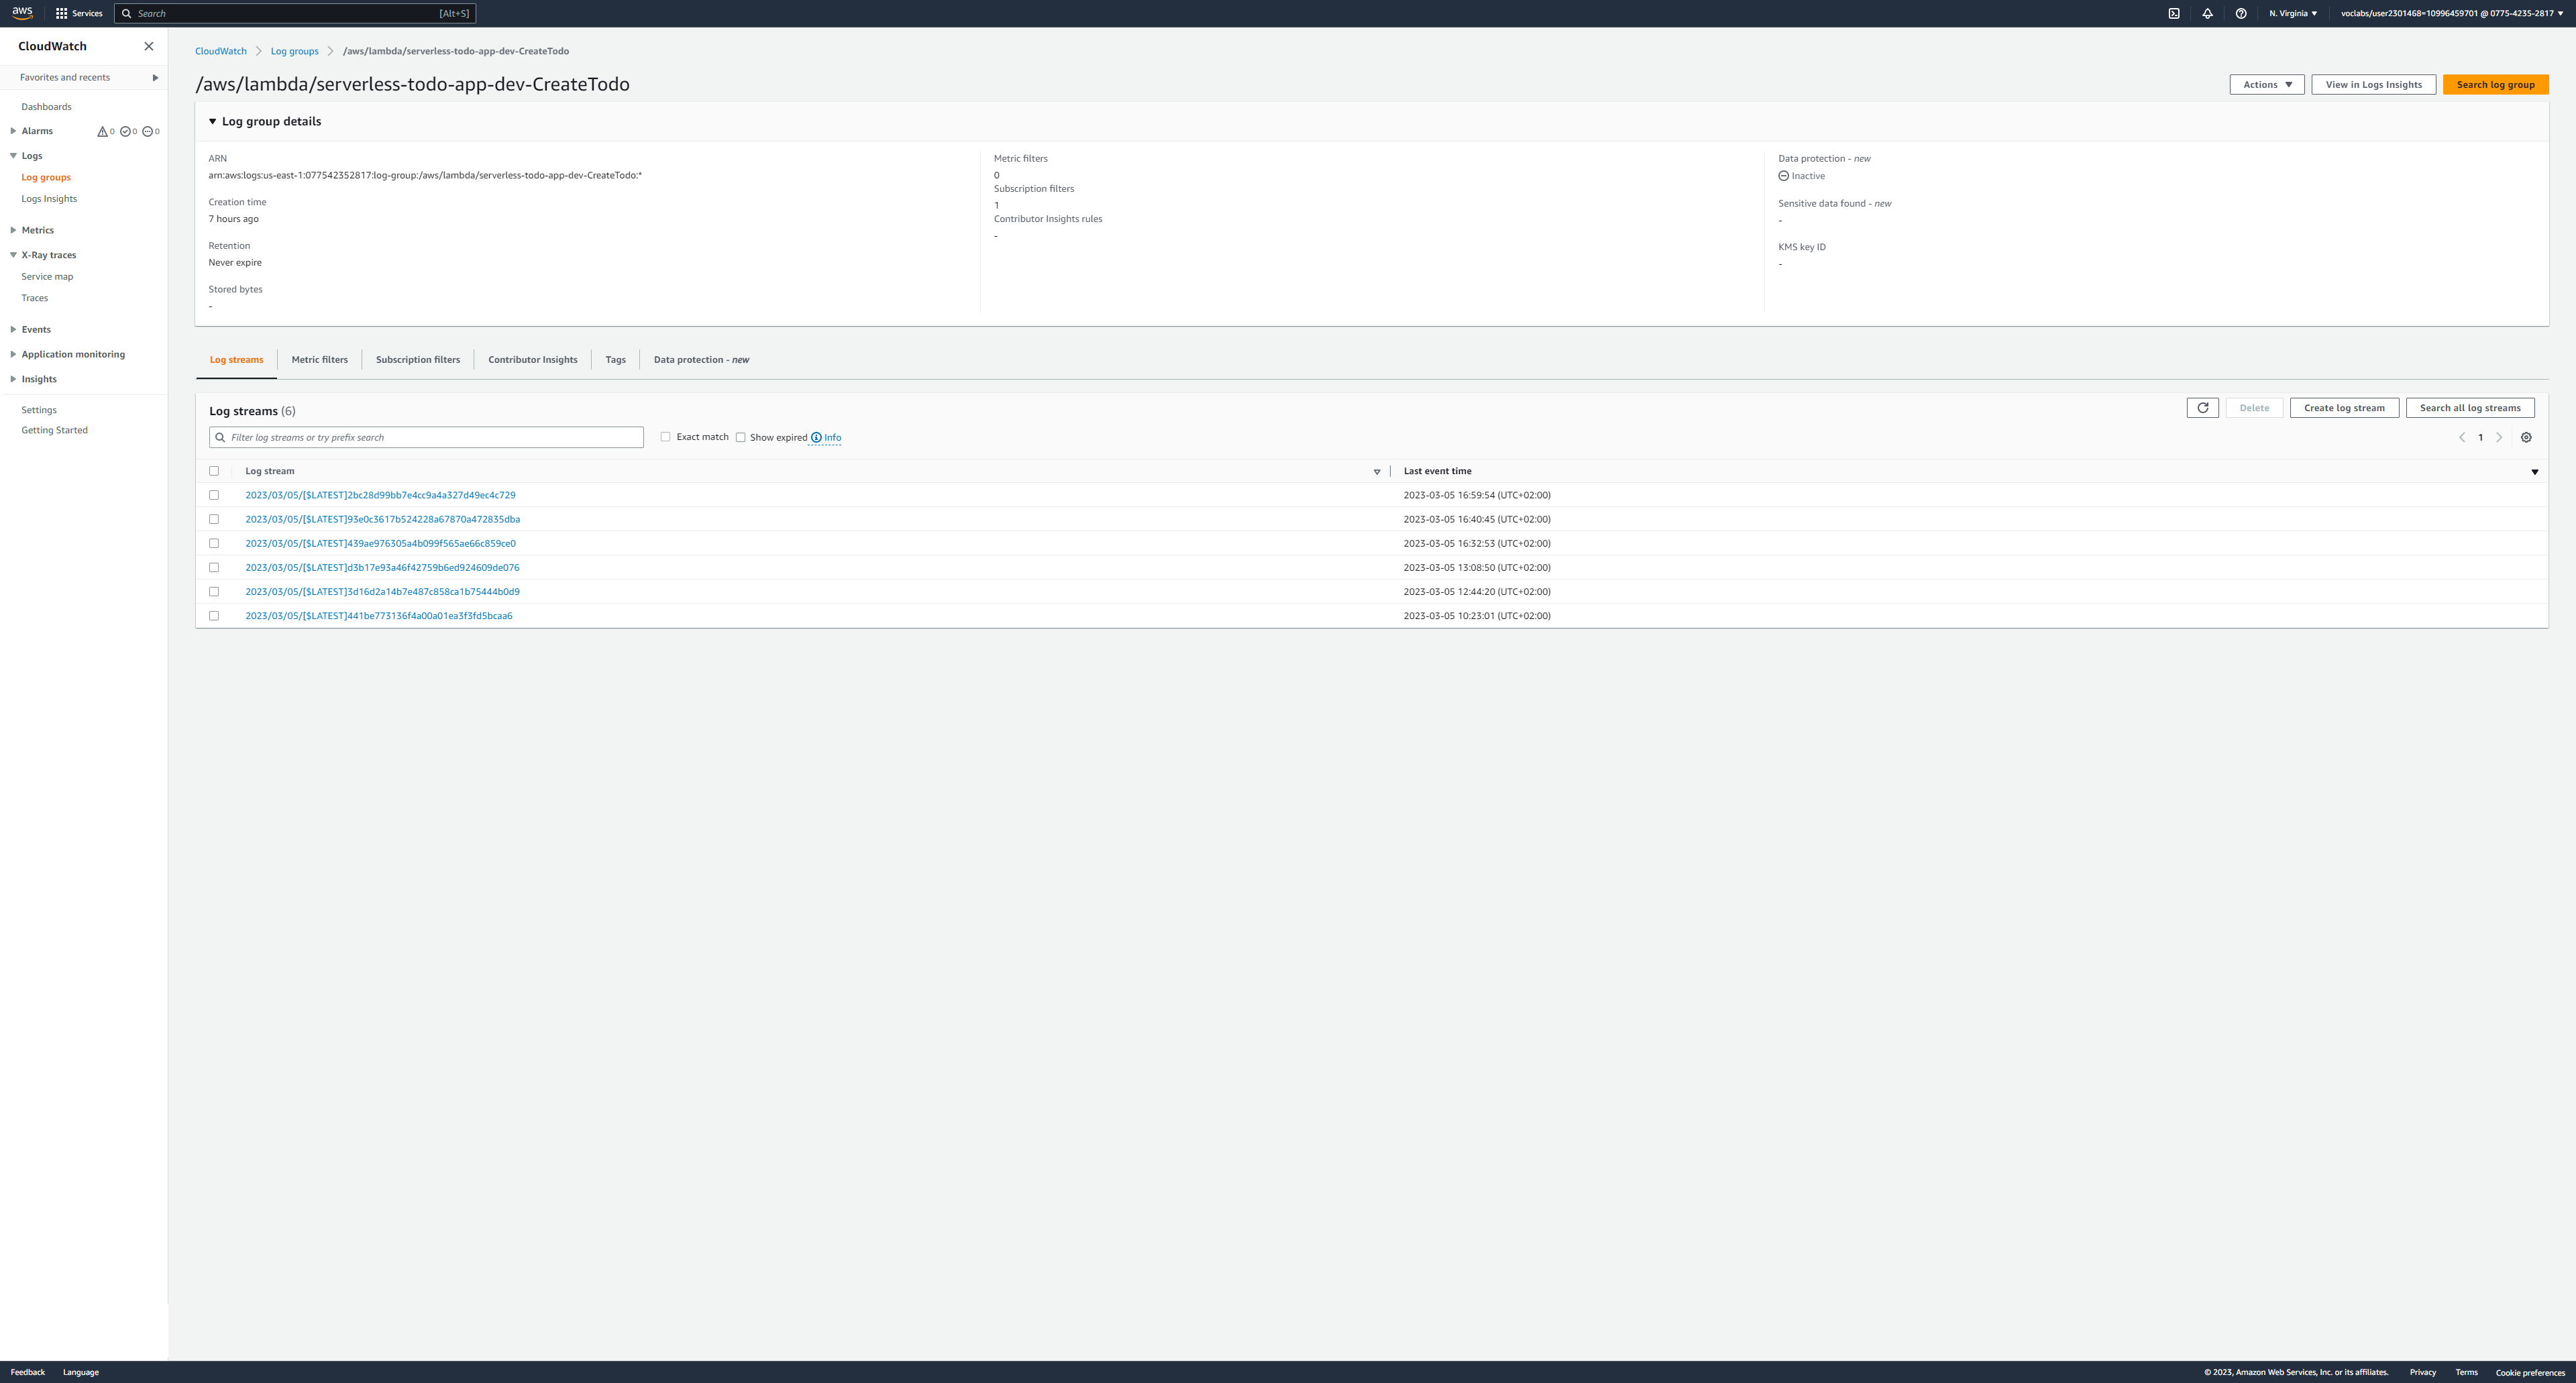 aws Services Search [Alt+S] N. Virginia voclabs/user2301468=10996459701 @ 0775-4235-2817
CloudWatch
Favorites and recents
Dashboards
Alarms 0 0 0
Logs
Log groups
Logs Insights
Metrics
X-Ray traces
Service map
Traces
Events
Application monitoring
Insights
Settings
Getting Started
CloudWatch Log groups /aws/lambda/serverless-todo-app-dev-CreateTodo
/aws/lambda/serverless-todo-app-dev-CreateTodo
Actions View in Logs Insights Search log group
Log group details
ARN
arn:aws:logs:us-east-1:077542352817:log-group:/aws/lambda/serverless-todo-app-dev-CreateTodo:*
Creation time
7 hours ago
Retention
Never expire
Stored bytes
-
Metric filters
0
Subscription filters
1
Contributor Insights rules
-
Data protection - new
Inactive
Sensitive data found - new
-
KMS key ID
-
Log streams Metric filters Subscription filters Contributor Insights Tags Data protection - new
Log streams (6)
Delete Create log stream Search all log streams
Filter log streams or try prefix search Exact match Show expired Info 1
Log stream Last event time
2023/03/05/[$LATEST]2bc28d99bb7e4cc9a4a327d49ec4c729 2023-03-05 16:59:54 (UTC+02:00)
2023/03/05/[$LATEST]93e0c3617b524228a67870a472835dba 2023-03-05 16:40:45 (UTC+02:00)
2023/03/05/[$LATEST]439ae976305a4b099f565ae66c859ce0 2023-03-05 16:32:53 (UTC+02:00)
2023/03/05/[$LATEST]d3b17e93a46f42759b6ed924609de076 2023-03-05 13:08:50 (UTC+02:00)
2023/03/05/[$LATEST]3d16d2a14b7e487c858ca1b75444b0d9 2023-03-05 12:44:20 (UTC+02:00)
2023/03/05/[$LATEST]441be773136f4a00a01ea3f3fd5bcaa6 2023-03-05 10:23:01 (UTC+02:00)
Feedback Language © 2023, Amazon Web Services, Inc. or its affiliates. Privacy Terms Cookie preferences